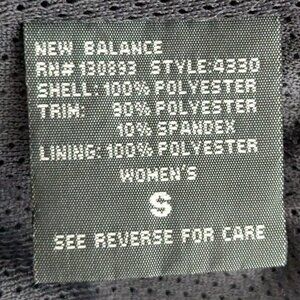 NEW BALANCE
RN# 130893 STYLE:4330
SHELL: 100% POLYESTER
TRIM: 90% POLYESTER
10% SPANDEX
LINING: 100% POLYESTER
WOMEN'S
S
SEE REVERSE FOR CARE